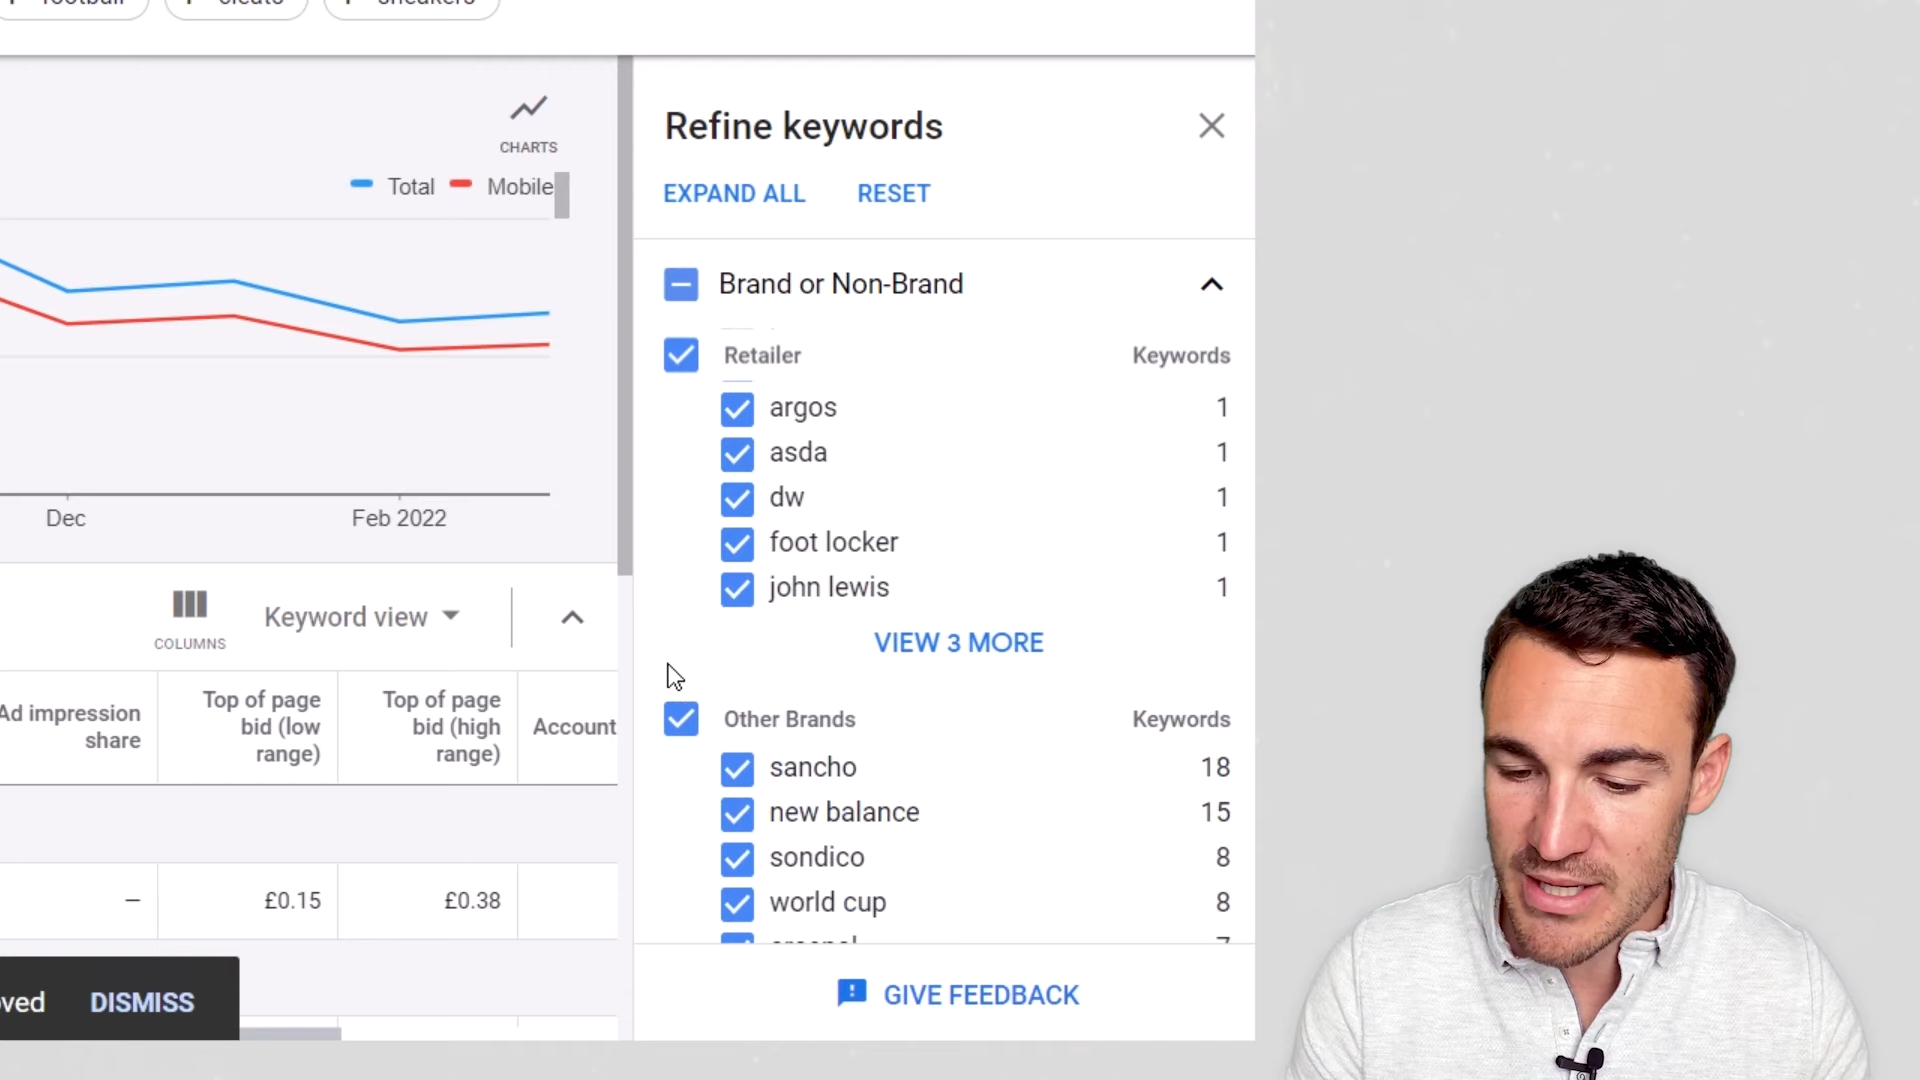 CHARTS
Total
Mobile
Dec
Feb 2022
COLUMNS
Keyword view
Ad impression
share
Top of page
bid (low
range)
Top of page
bid (high
range)
Account
–
£0.15
£0.38
DISMISS
Refine keywords
EXPAND ALL
RESET
Brand or Non-Brand
Retailer
Keywords
argos
1
asda
1
dw
1
foot locker
1
john lewis
1
VIEW 3 MORE
Other Brands
Keywords
sancho
18
new balance
15
sondico
8
world cup
8
GIVE FEEDBACK